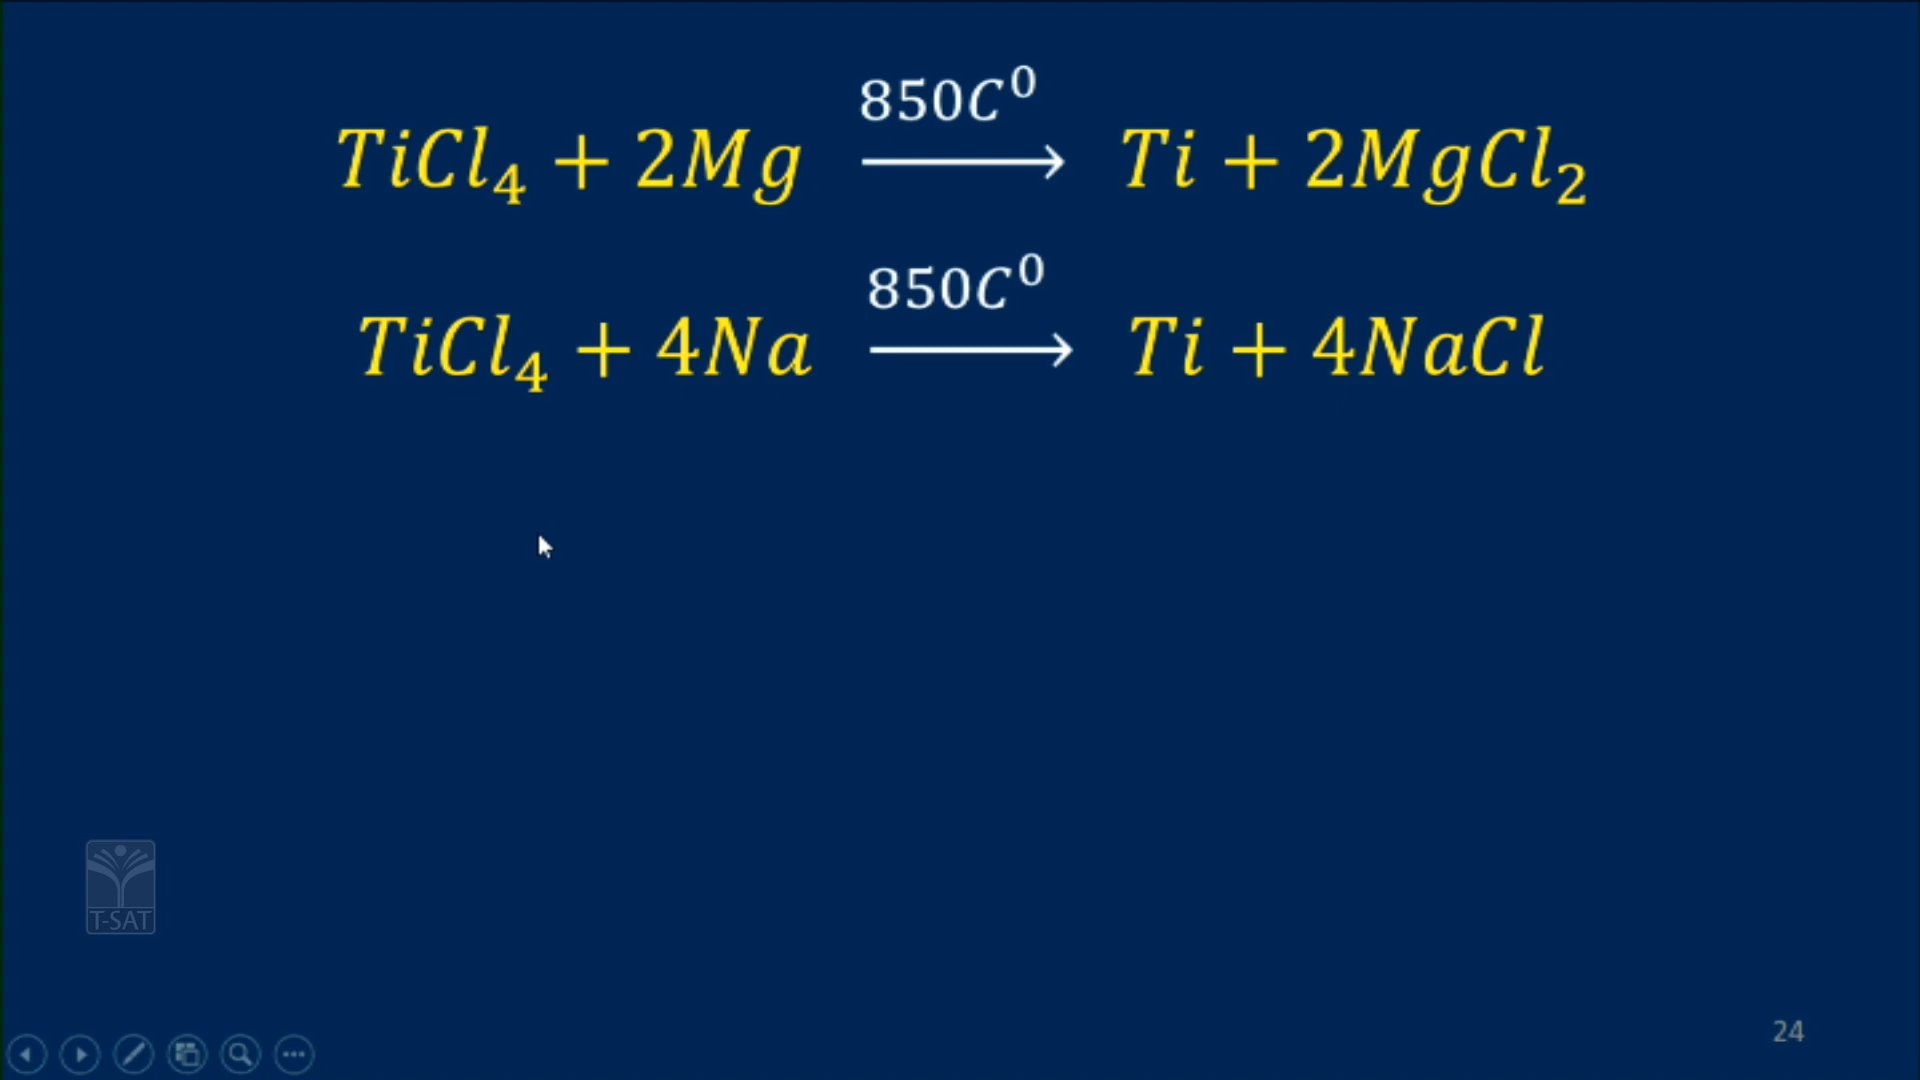 TiCl₄ + 2Mg ⟶ 850C⁰ Ti + 2MgCl₂
TiCl₄ + 4Na ⟶ 850C⁰ Ti + 4NaCl
T-SAT
24